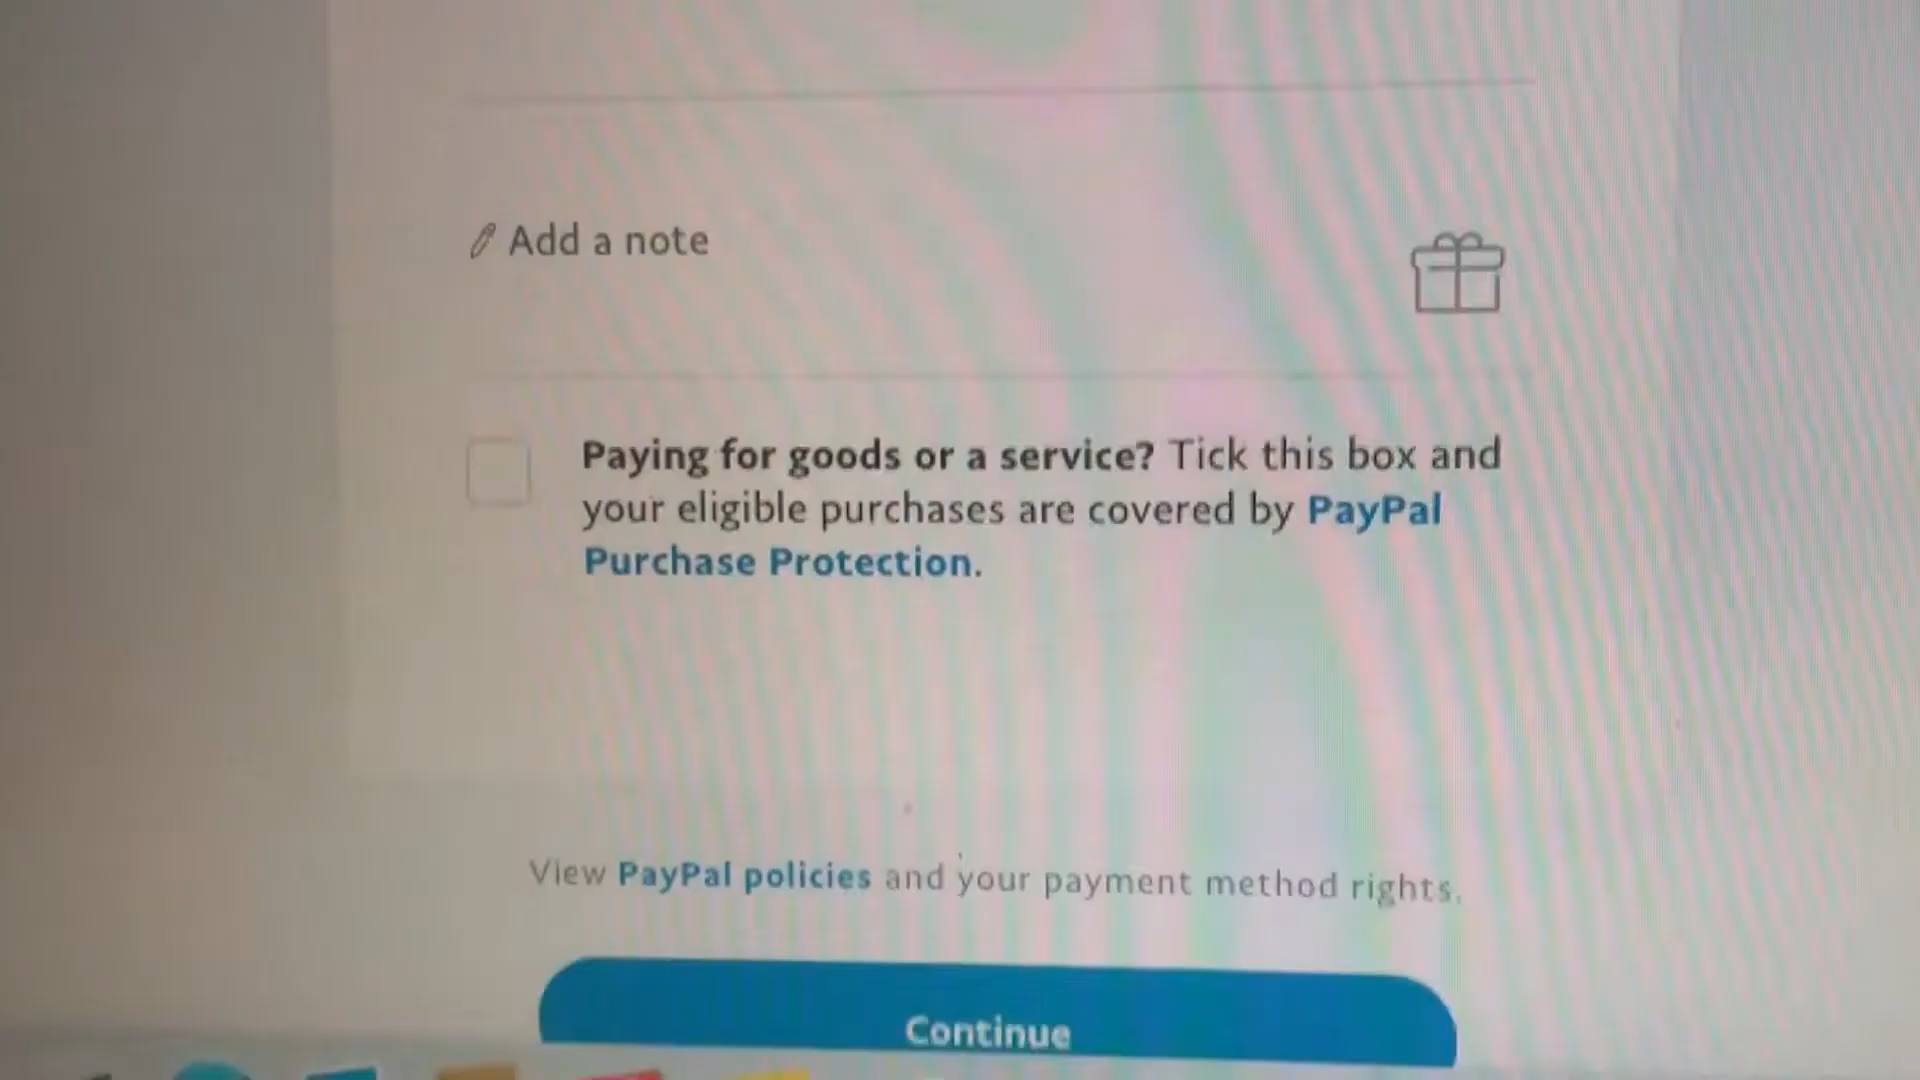 Add a note
Paying for goods or a service? Tick this box and
your eligible purchases are covered by PayPal
Purchase Protection.
View PayPal policies and your payment method rights.
Continue